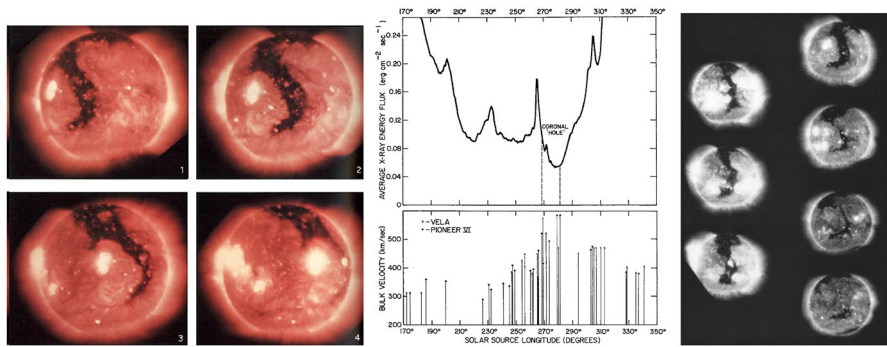 1
2
3
4
170° 210° 230° 250° 270° 290° 310° 330° 350°
AVERAGE X-RAY ENERGY FLUX (erg cm⁻² sec⁻¹)
0.24
0.20
0.16
0.12
0.08
0.04
0
CORONAL
'HOLE'
VELA
PIONEER VI
BULK VELOCITY (km/sec)
500
400
300
200
170° 210° 230° 250° 270° 290° 310° 330° 350°
SOLAR SOURCE LONGITUDE (DEGREES)